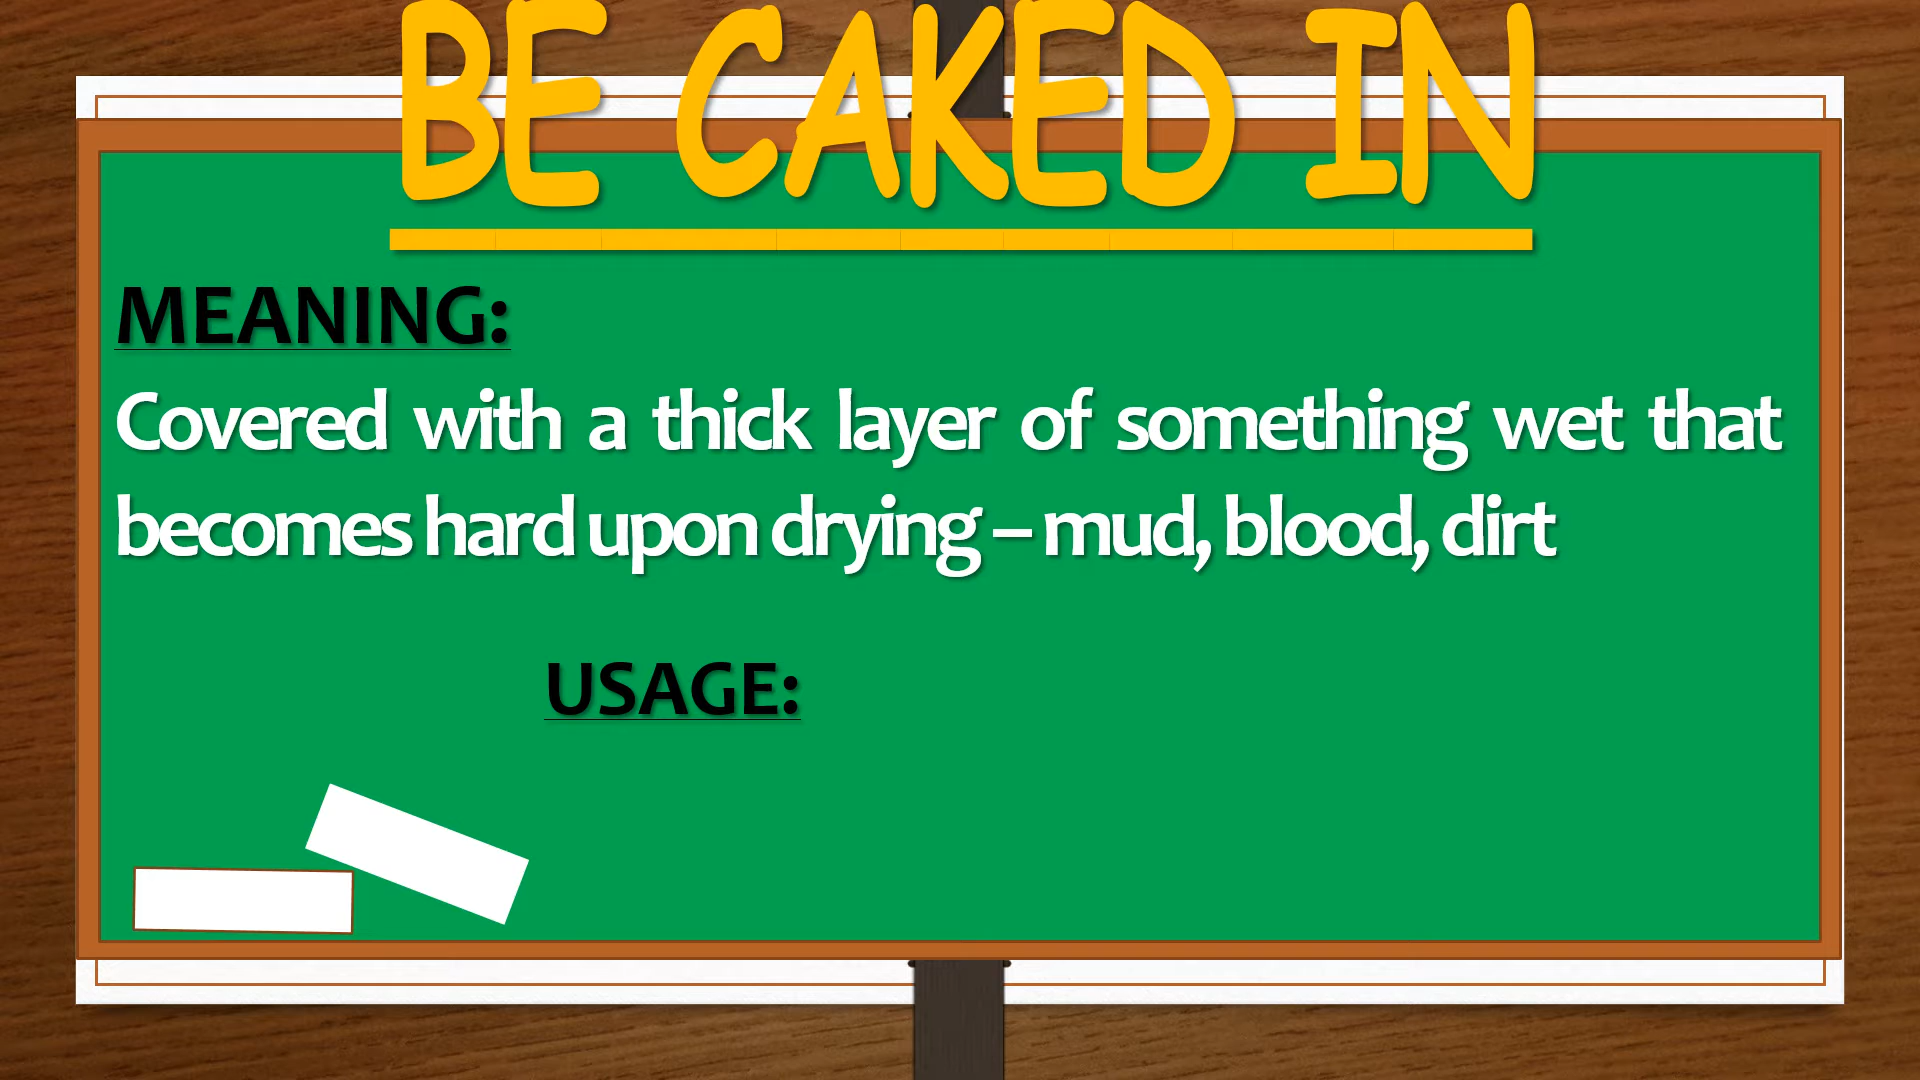 BE CAKED IN
MEANING:
Covered with a thick layer of something wet that
becomes hard upon drying – mud, blood, dirt
USAGE: